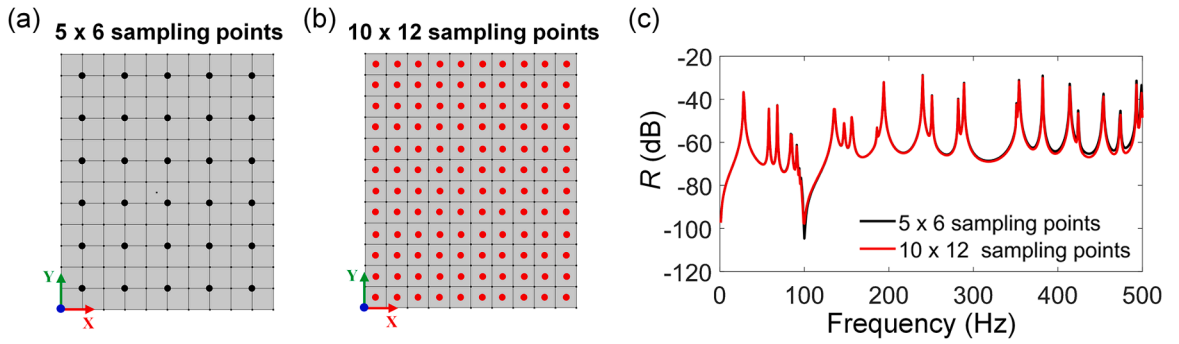 (a)
5 x 6 sampling points
Y
X
(b)
10 x 12 sampling points
Y
X
(c)
R (dB)
-20
-40
-60
-80
-100
-120
5 x 6 sampling points
10 x 12 sampling points
0 100 200 300 400 500
Frequency (Hz)